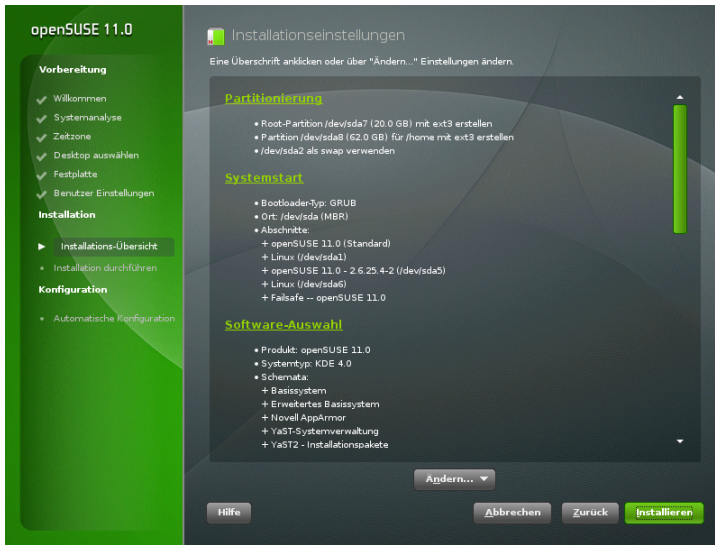 openSUSE 11.0
Vorbereitung
Willkommen
Systemanalyse
Zeitzone
Desktop auswählen
Festplatte
Benutzer Einstellungen
Installation
Installations-Übersicht
Installation durchführen
Konfiguration
Automatische Konfiguration
Installationseinstellungen
Eine Überschrift anklicken oder über "Ändern..." Einstellungen ändern.
Partitionierung
• Root-Partition /dev/sda7 (20.0 GB) mit ext3 erstellen
• Partition /dev/sda8 (62.0 GB) für /home mit ext3 erstellen
• /dev/sda2 als swap verwenden
Systemstart
• Bootloader-Typ: GRUB
• Ort: /dev/sda (MBR)
• Abschnitte:
+ openSUSE 11.0 (Standard)
+ Linux (/dev/sda1)
+ openSUSE 11.0 - 2.6.25.4-2 (/dev/sda5)
+ Linux (/dev/sda6)
+ Failsafe -- openSUSE 11.0
Software-Auswahl
• Produkt: openSUSE 11.0
• Systemtyp: KDE 4.0
• Schemata:
+ Basissystem
+ Erweitertes Basissystem
+ Novell AppArmor
+ YaST-Systemverwaltung
+ YaST2 - Installationspakete
Ändern...
Hilfe
Abbrechen
Zurück
Installieren